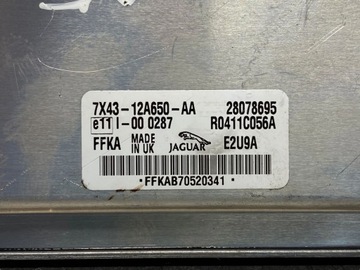 7X43-12A650-AA 28078695
e11 I-00 0287 R0411C056A
FFKA MADE IN UK JAGUAR E2U9A
*FFKAB70520341*